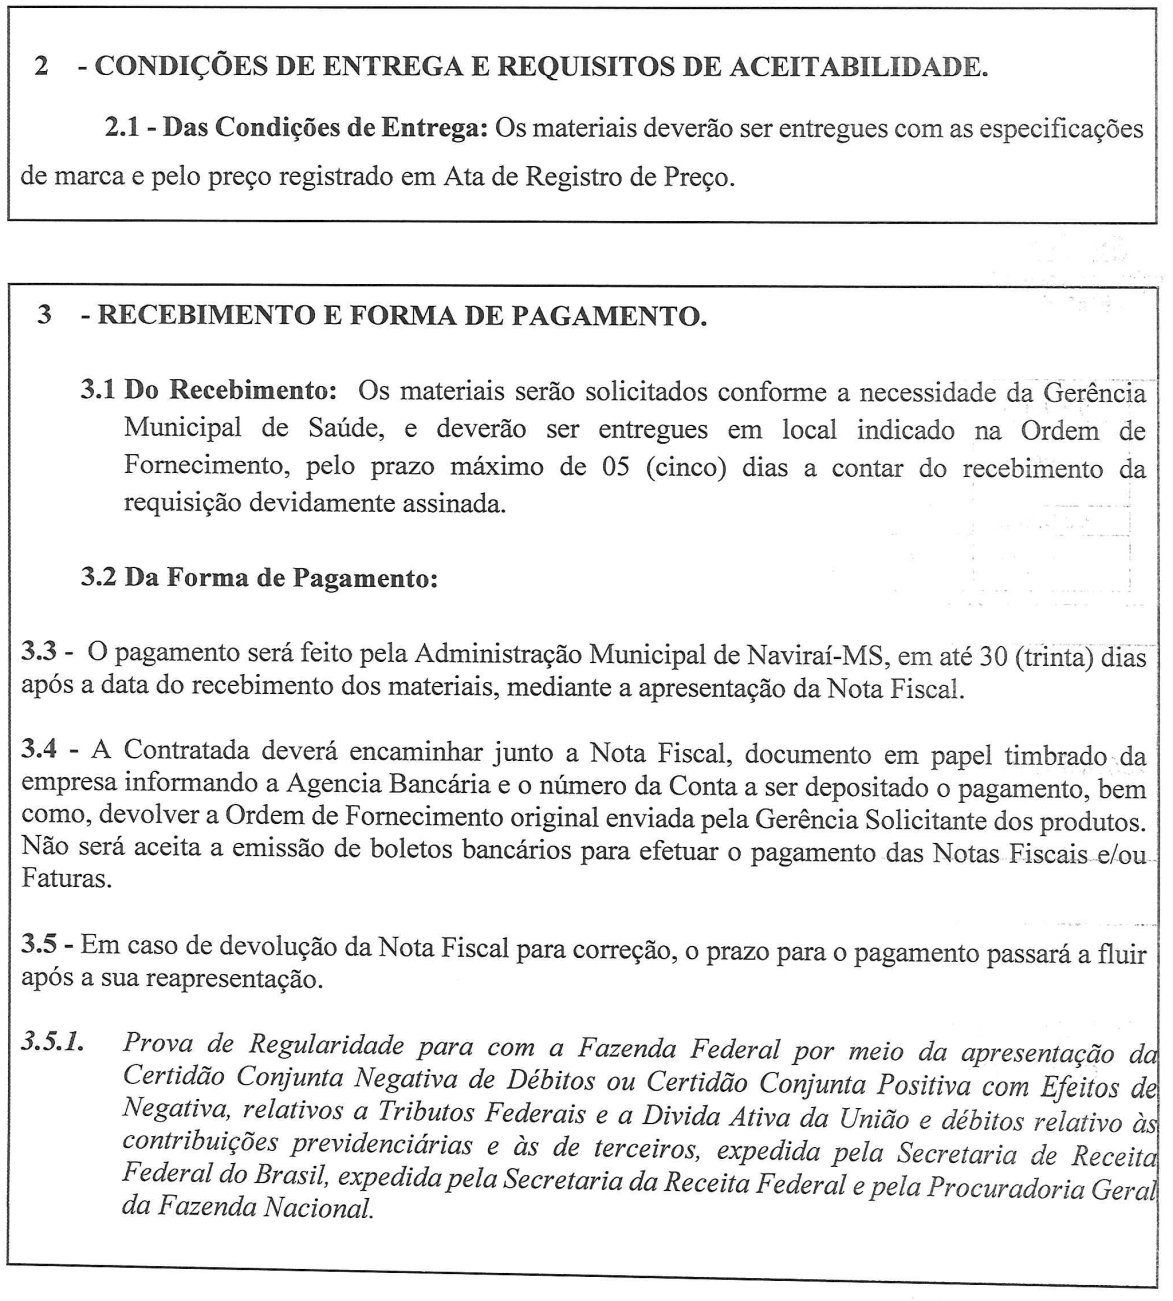 2 - CONDIÇÕES DE ENTREGA E REQUISITOS DE ACEITABILIDADE.
2.1 - Das Condições de Entrega: Os materiais deverão ser entregues com as especificações
de marca e pelo preço registrado em Ata de Registro de Preço.
3 - RECEBIMENTO E FORMA DE PAGAMENTO.
3.1 Do Recebimento: Os materiais serão solicitados conforme a necessidade da Gerência
Municipal de Saúde, e deverão ser entregues em local indicado na Ordem de
Fornecimento, pelo prazo máximo de 05 (cinco) dias a contar do recebimento da
requisição devidamente assinada.
3.2 Da Forma de Pagamento:
3.3 - O pagamento será feito pela Administração Municipal de Naviraí-MS, em até 30 (trinta) dias
após a data do recebimento dos materiais, mediante a apresentação da Nota Fiscal.
3.4 - A Contratada deverá encaminhar junto a Nota Fiscal, documento em papel timbrado da
empresa informando a Agencia Bancária e o número da Conta a ser depositado o pagamento, bem
como, devolver a Ordem de Fornecimento original enviada pela Gerência Solicitante dos produtos.
Não será aceita a emissão de boletos bancários para efetuar o pagamento das Notas Fiscais e/ou
Faturas.
3.5 - Em caso de devolução da Nota Fiscal para correção, o prazo para o pagamento passará a fluir
após a sua reapresentação.
3.5.1. Prova de Regularidade para com a Fazenda Federal por meio da apresentação da
Certidão Conjunta Negativa de Débitos ou Certidão Conjunta Positiva com Efeitos de
Negativa, relativos a Tributos Federais e a Divida Ativa da União e débitos relativo às
contribuições previdenciárias e às de terceiros, expedida pela Secretaria de Receita
Federal do Brasil, expedida pela Secretaria da Receita Federal e pela Procuradoria Geral
da Fazenda Nacional.